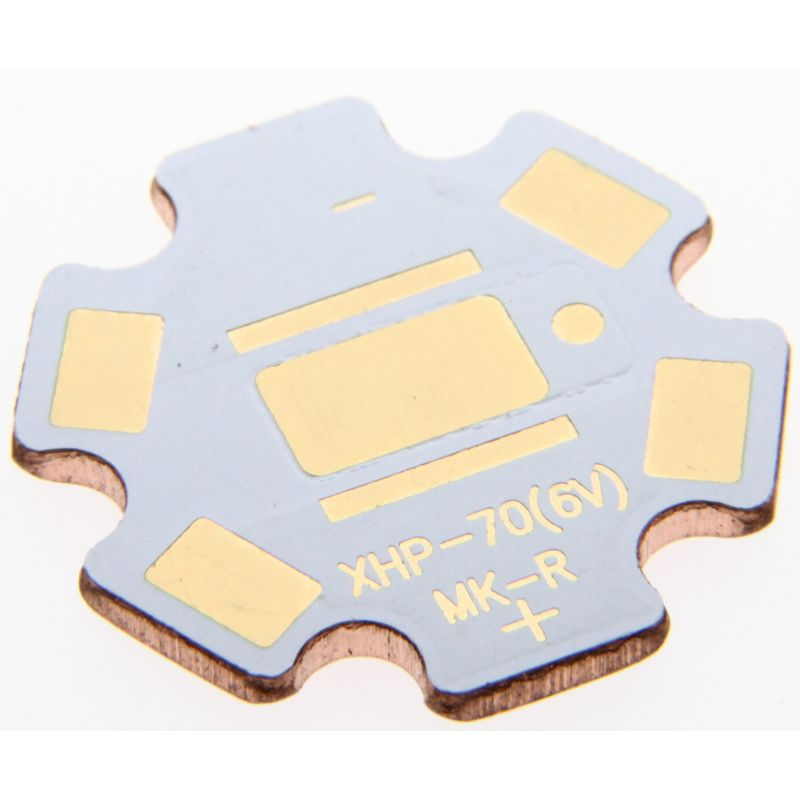 -
XHP-70(6V)
MK-R
+